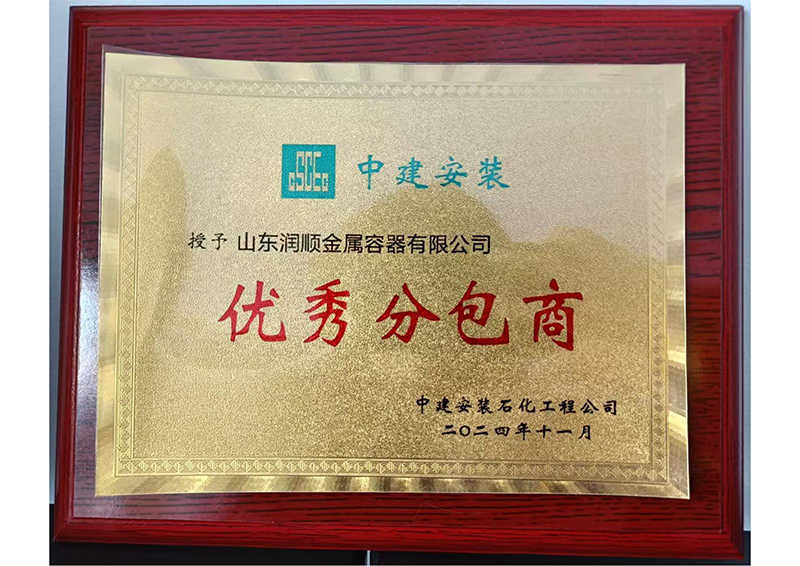 CSCEC 中建安装
授予 山东润顺金属容器有限公司
优秀分包商
中建安装石化工程公司
二〇二四年十一月